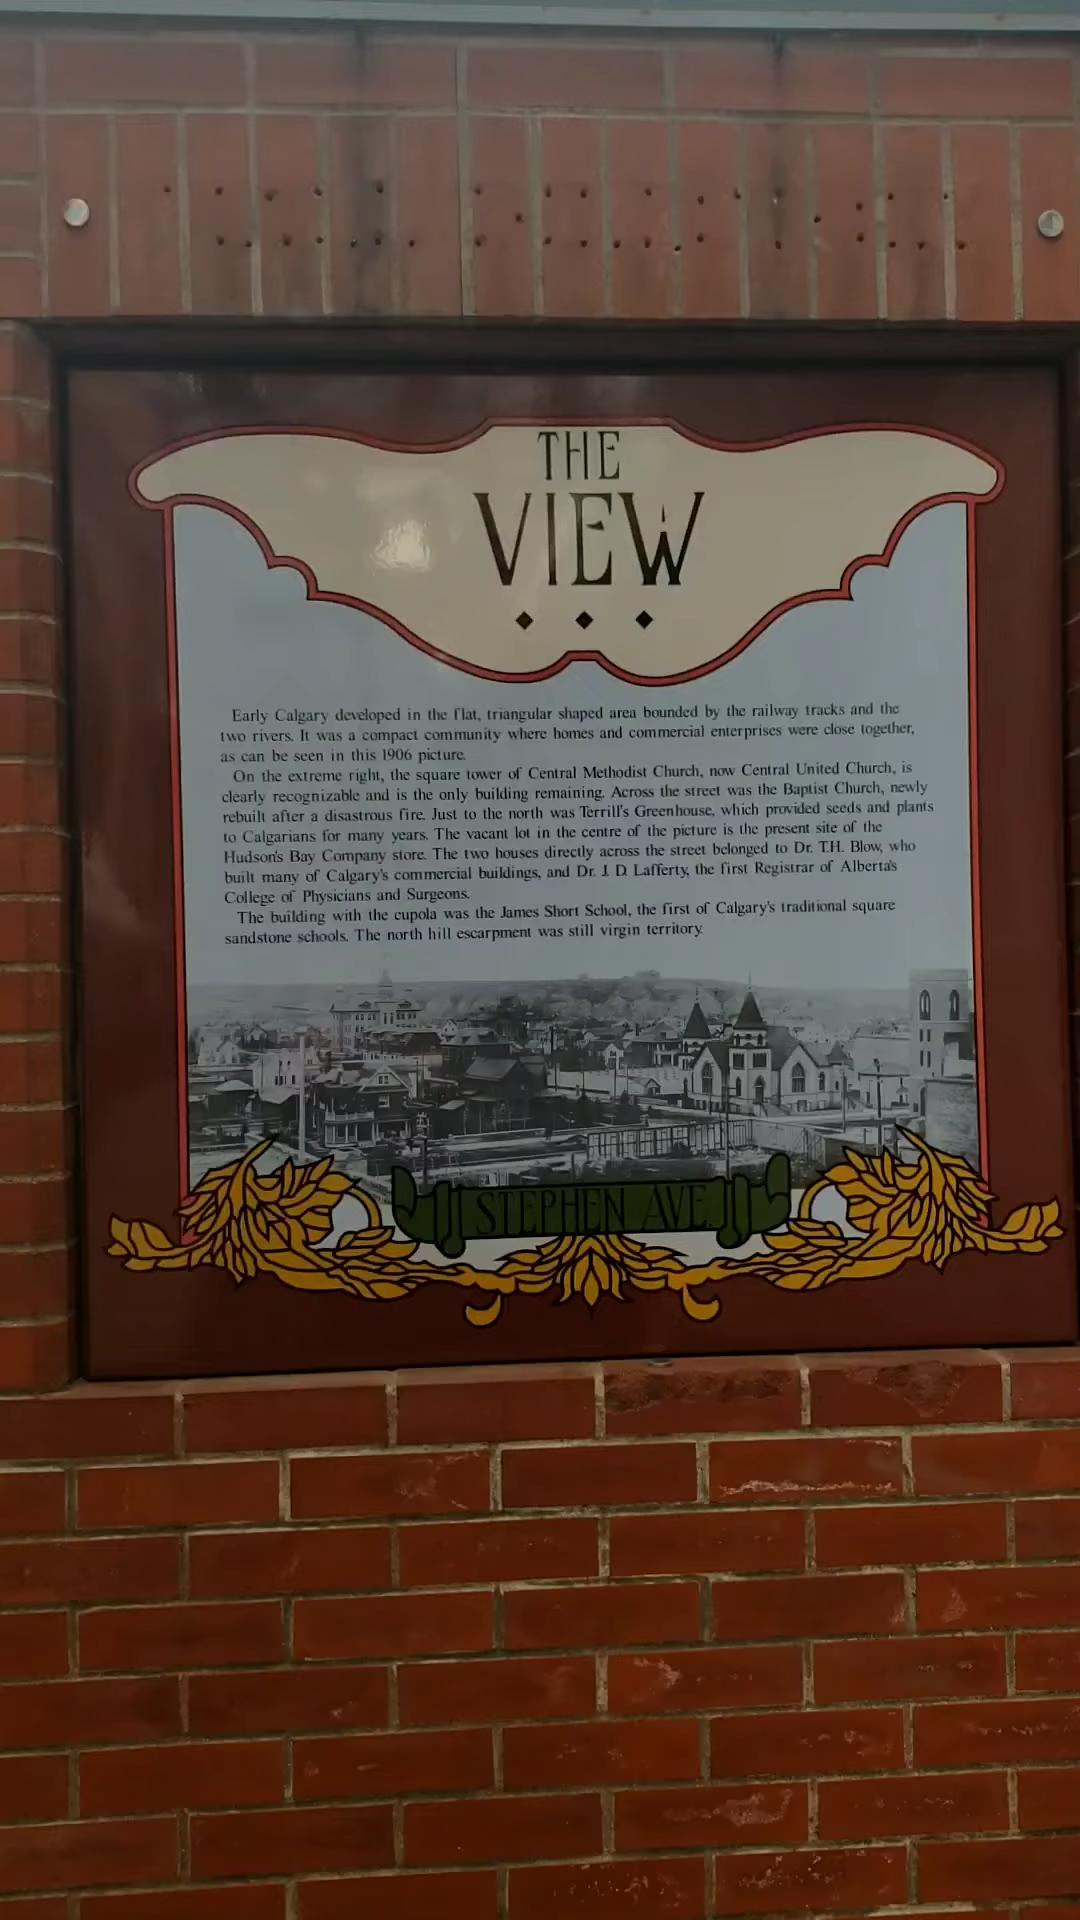 THE
VIEW
Early Calgary developed in the flat, triangular shaped area bounded by the railway tracks and the
two rivers. It was a compact community where homes and commercial enterprises were close together,
as can be seen in this 1906 picture.
On the extreme right, the square tower of Central Methodist Church, now Central United Church, is
clearly recognizable and is the only building remaining. Across the street was the Baptist Church, newly
rebuilt after a disastrous fire. Just to the north was Terrill's Greenhouse, which provided seeds and plants
to Calgarians for many years. The vacant lot in the centre of the picture is the present site of the
Hudson's Bay Company store. The two houses directly across the street belonged to Dr. T.H. Blow, who
built many of Calgary's commercial buildings, and Dr. J. D. Lafferty, the first Registrar of Alberta's
College of Physicians and Surgeons.
The building with the cupola was the James Short School, the first of Calgary's traditional square
sandstone schools. The north hill escarpment was still virgin territory.
STEPHEN AVE.